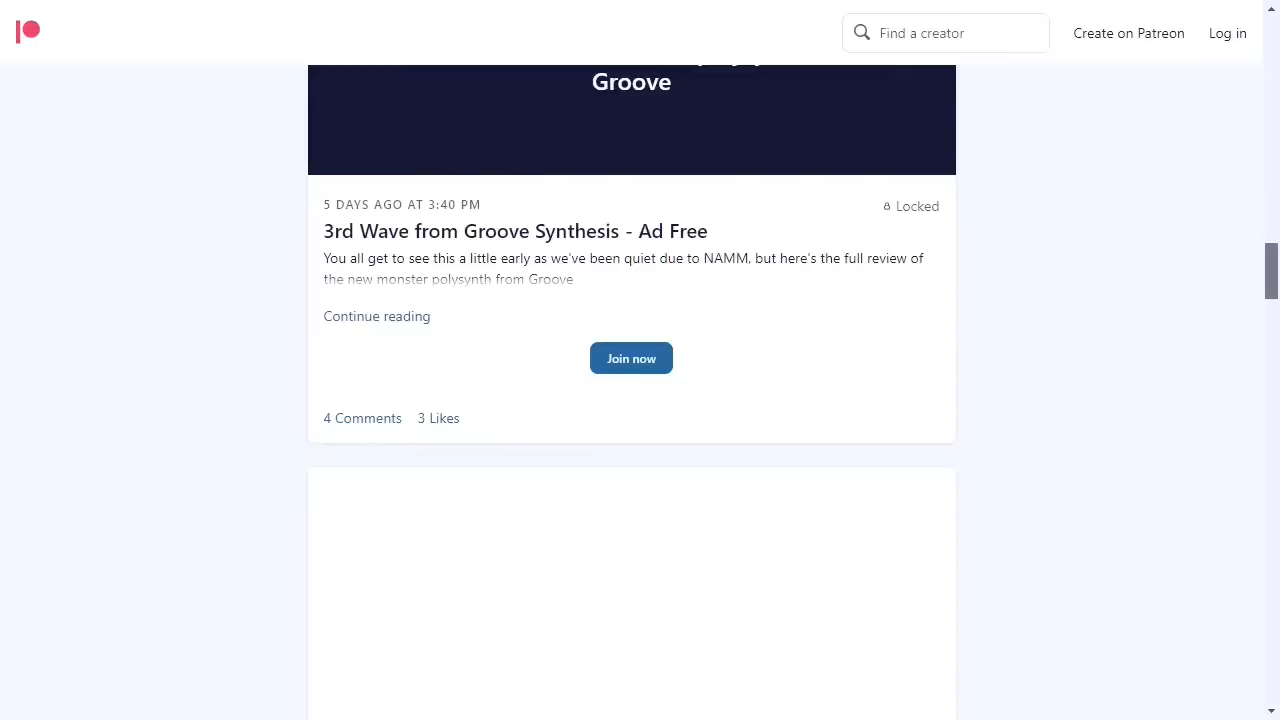 Find a creator
Create on Patreon
Log in
Groove
5 DAYS AGO AT 3:40 PM
Locked
3rd Wave from Groove Synthesis - Ad Free
You all get to see this a little early as we've been quiet due to NAMM, but here's the full review of
the new monster polysynth from Groove
Continue reading
Join now
4 Comments
3 Likes